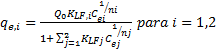 q_{e,i} = \frac{Q_0 K_{LF,i} C_{ei}^{1/ni}}{1+\sum_{j=1}^{2} K_{LFj} C_{ej}^{1/nj}} para i = 1,2